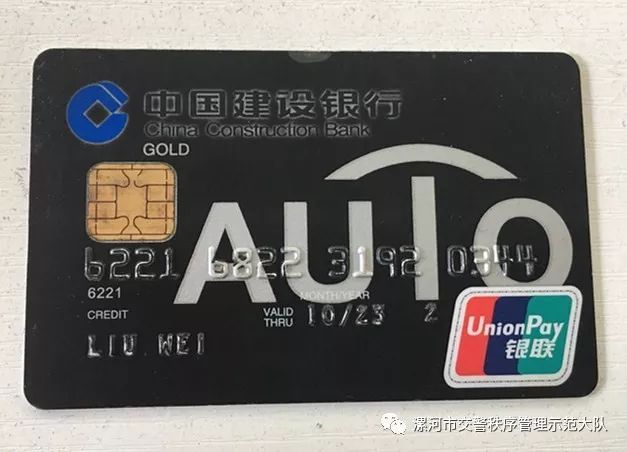 中国建设银行
China Construction Bank
GOLD
AUTO
6221 6822 3192 0344
6221
MONTH/YEAR
CREDIT
VALID THRU 10/23 2
LIU WEI
UnionPay
银联
漯河市交警秩序管理示范大队